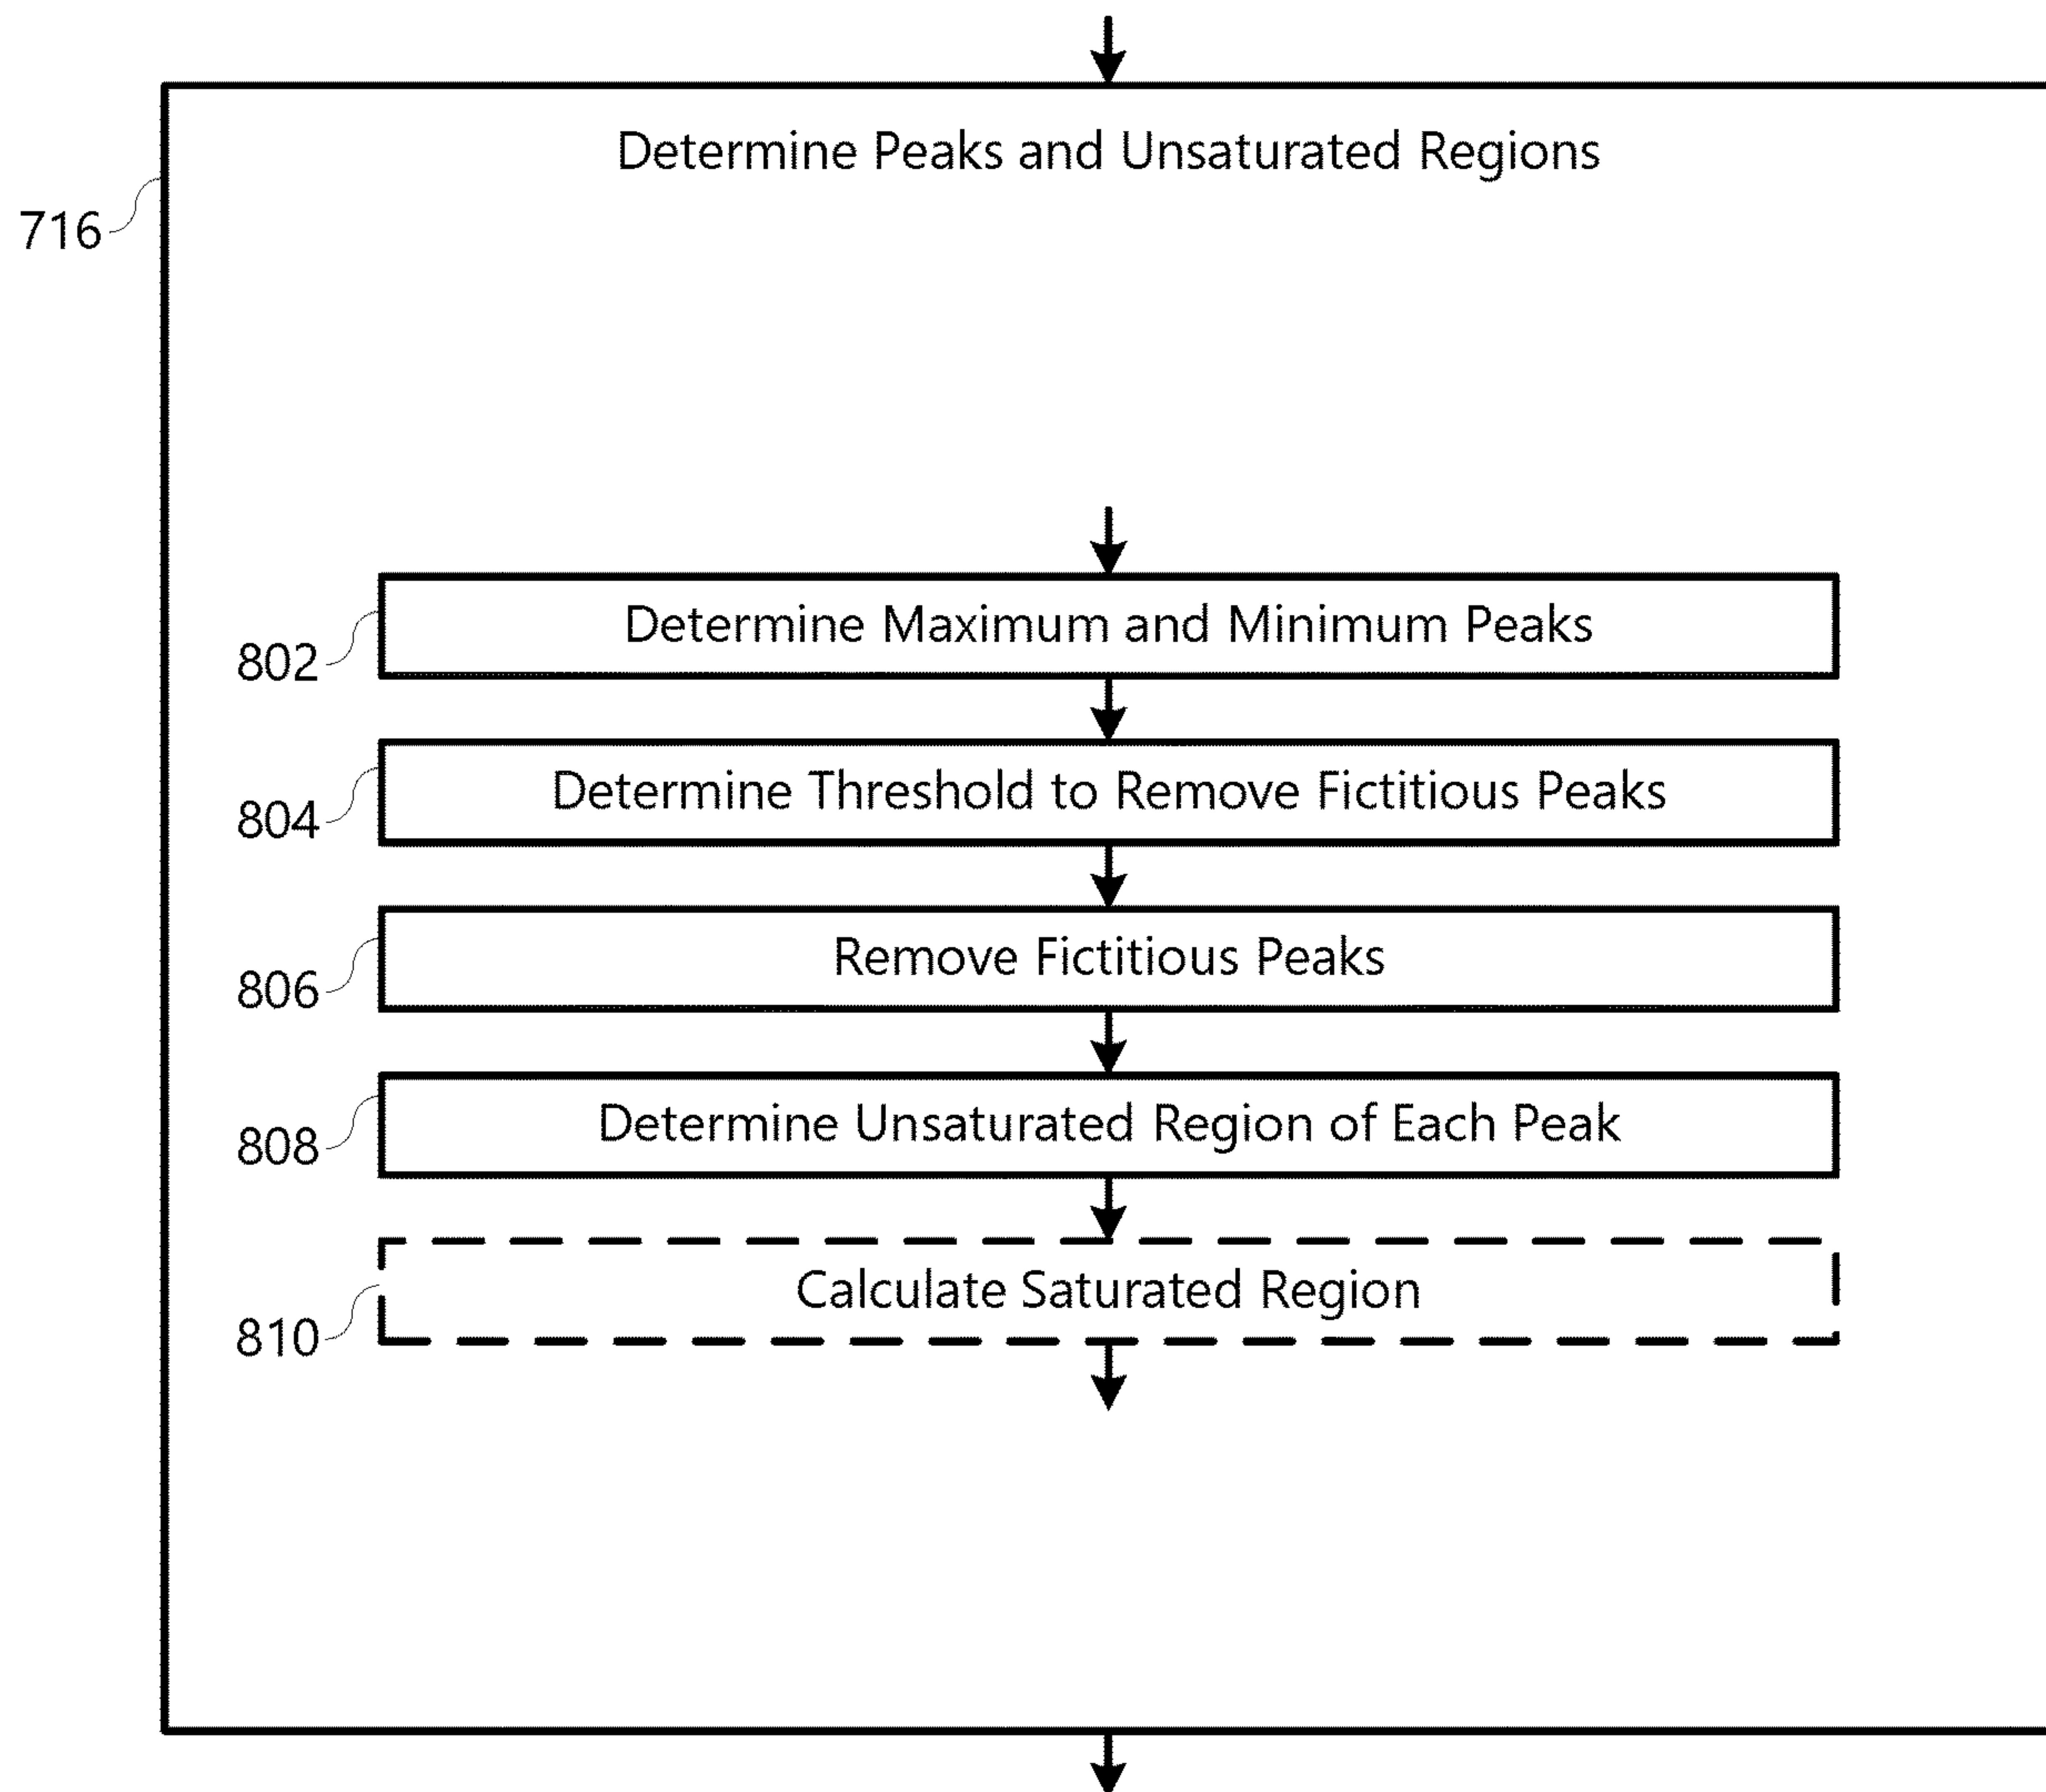 Determine Peaks and Unsaturated Regions
716
Determine Maximum and Minimum Peaks
802
Determine Threshold to Remove Fictitious Peaks
804
Remove Fictitious Peaks
806
Determine Unsaturated Region of Each Peak
808
Calculate Saturated Region
810